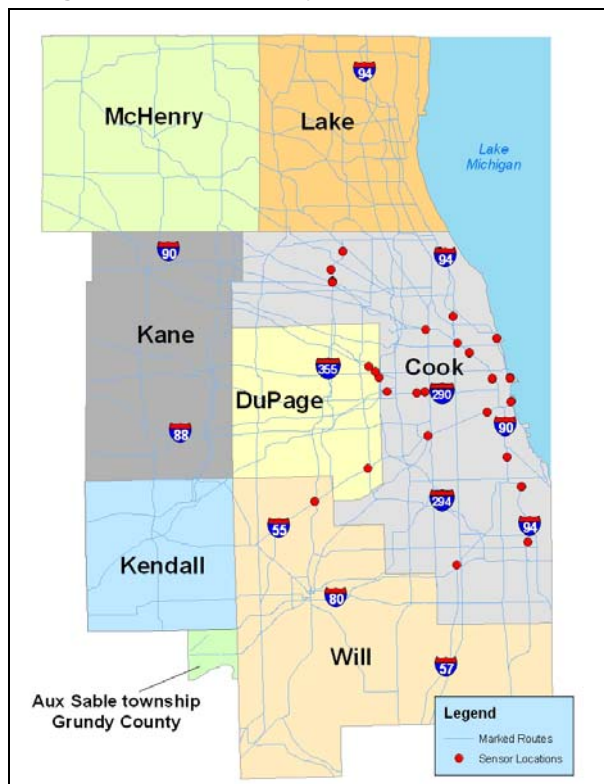 94
McHenry
Lake
Lake
Michigan
90
94
Kane
355
Cook
DuPage
290
88
90
294
55
94
Kendall
80
Will
57
Aux Sable township
Grundy County
Legend
Marked Routes
Sensor Locations